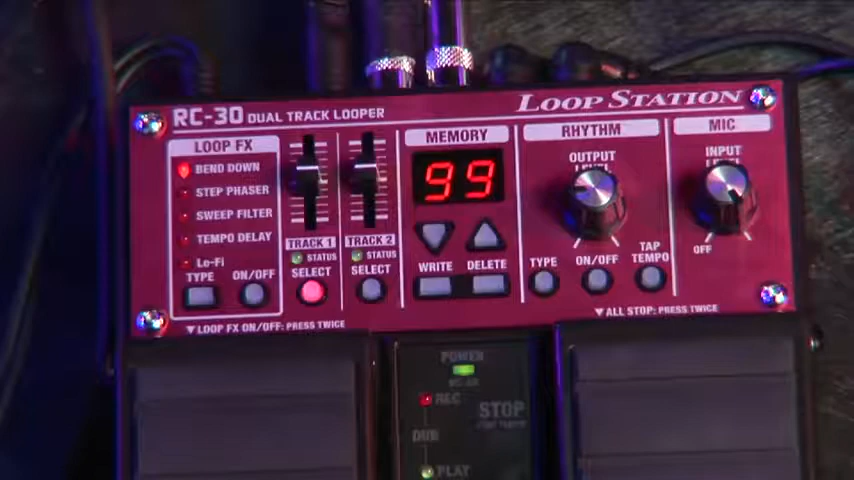 RC-30 DUAL TRACK LOOPER
LOOP STATION
LOOP FX
BEND DOWN
STEP PHASER
SWEEP FILTER
TEMPO DELAY
Lo-Fi
TYPE
ON/OFF
▼LOOP FX ON/OFF: PRESS TWICE
TRACK 1
STATUS
SELECT
TRACK 2
STATUS
SELECT
MEMORY
99
WRITE
DELETE
RHYTHM
OUTPUT
LEVEL
TYPE
ON/OFF
TAP
TEMPO
▼ALL STOP: PRESS TWICE
MIC
INPUT
LEVEL
OFF
POWER
REC
DUB
PLAY
STOP